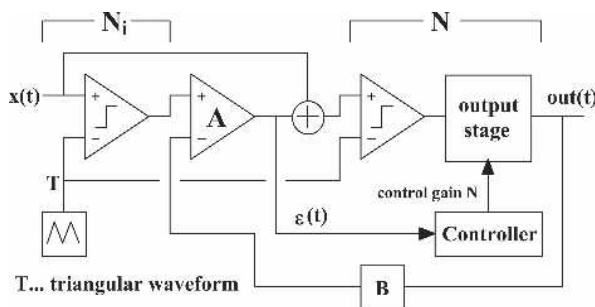 Nᵢ
N
x(t)
+
−
+
A
−
+
−
output
stage
out(t)
T
control gain N
ε(t)
Controller
B
T... triangular waveform